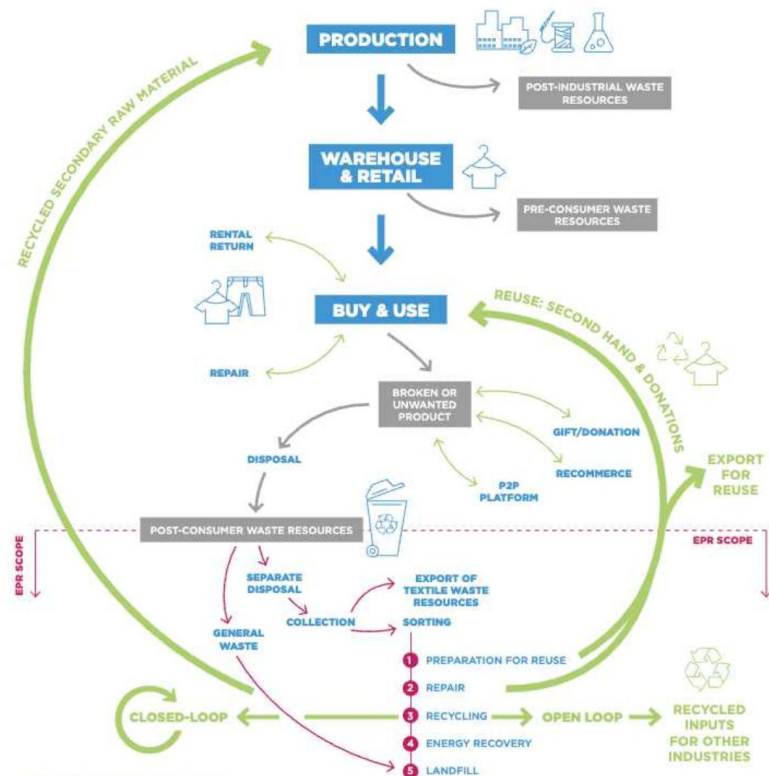 PRODUCTION
POST-INDUSTRIAL WASTE
RESOURCES
RECYCLED SECONDARY RAW MATERIAL
WAREHOUSE
& RETAIL
PRE-CONSUMER WASTE
RESOURCES
RENTAL
RETURN
BUY & USE
REUSE: SECOND HAND & DONATIONS
REPAIR
BROKEN OR
UNWANTED
PRODUCT
GIFT/DONATION
RECOMMERCE
P2P
PLATFORM
EXPORT
FOR
REUSE
DISPOSAL
POST-CONSUMER WASTE RESOURCES
EPR SCOPE
EPR SCOPE
SEPARATE
DISPOSAL
EXPORT OF
TEXTILE WASTE
RESOURCES
COLLECTION
SORTING
GENERAL
WASTE
1 PREPARATION FOR REUSE
2 REPAIR
CLOSED-LOOP
3 RECYCLING
OPEN LOOP
RECYCLED
INPUTS
FOR OTHER
INDUSTRIES
4 ENERGY RECOVERY
5 LANDFILL